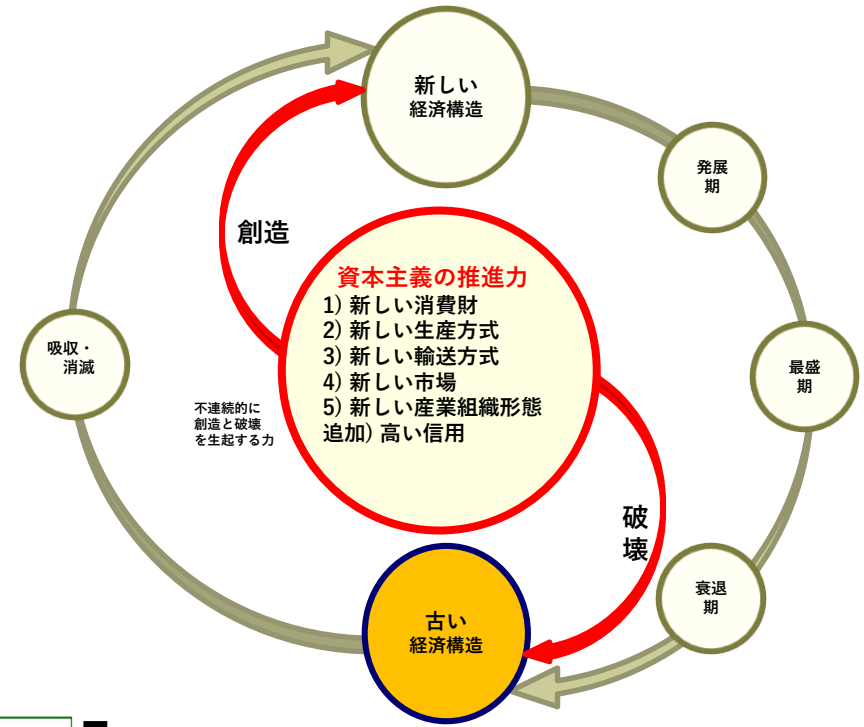 新しい
経済構造
発展
期
創造
資本主義の推進力
1) 新しい消費財
2) 新しい生産方式
3) 新しい輸送方式
4) 新しい市場
5) 新しい産業組織形態
追加) 高い信用
吸収・
消滅
最盛
期
不連続的に
創造と破壊
を生起する力
破
壊
衰退
期
古い
経済構造